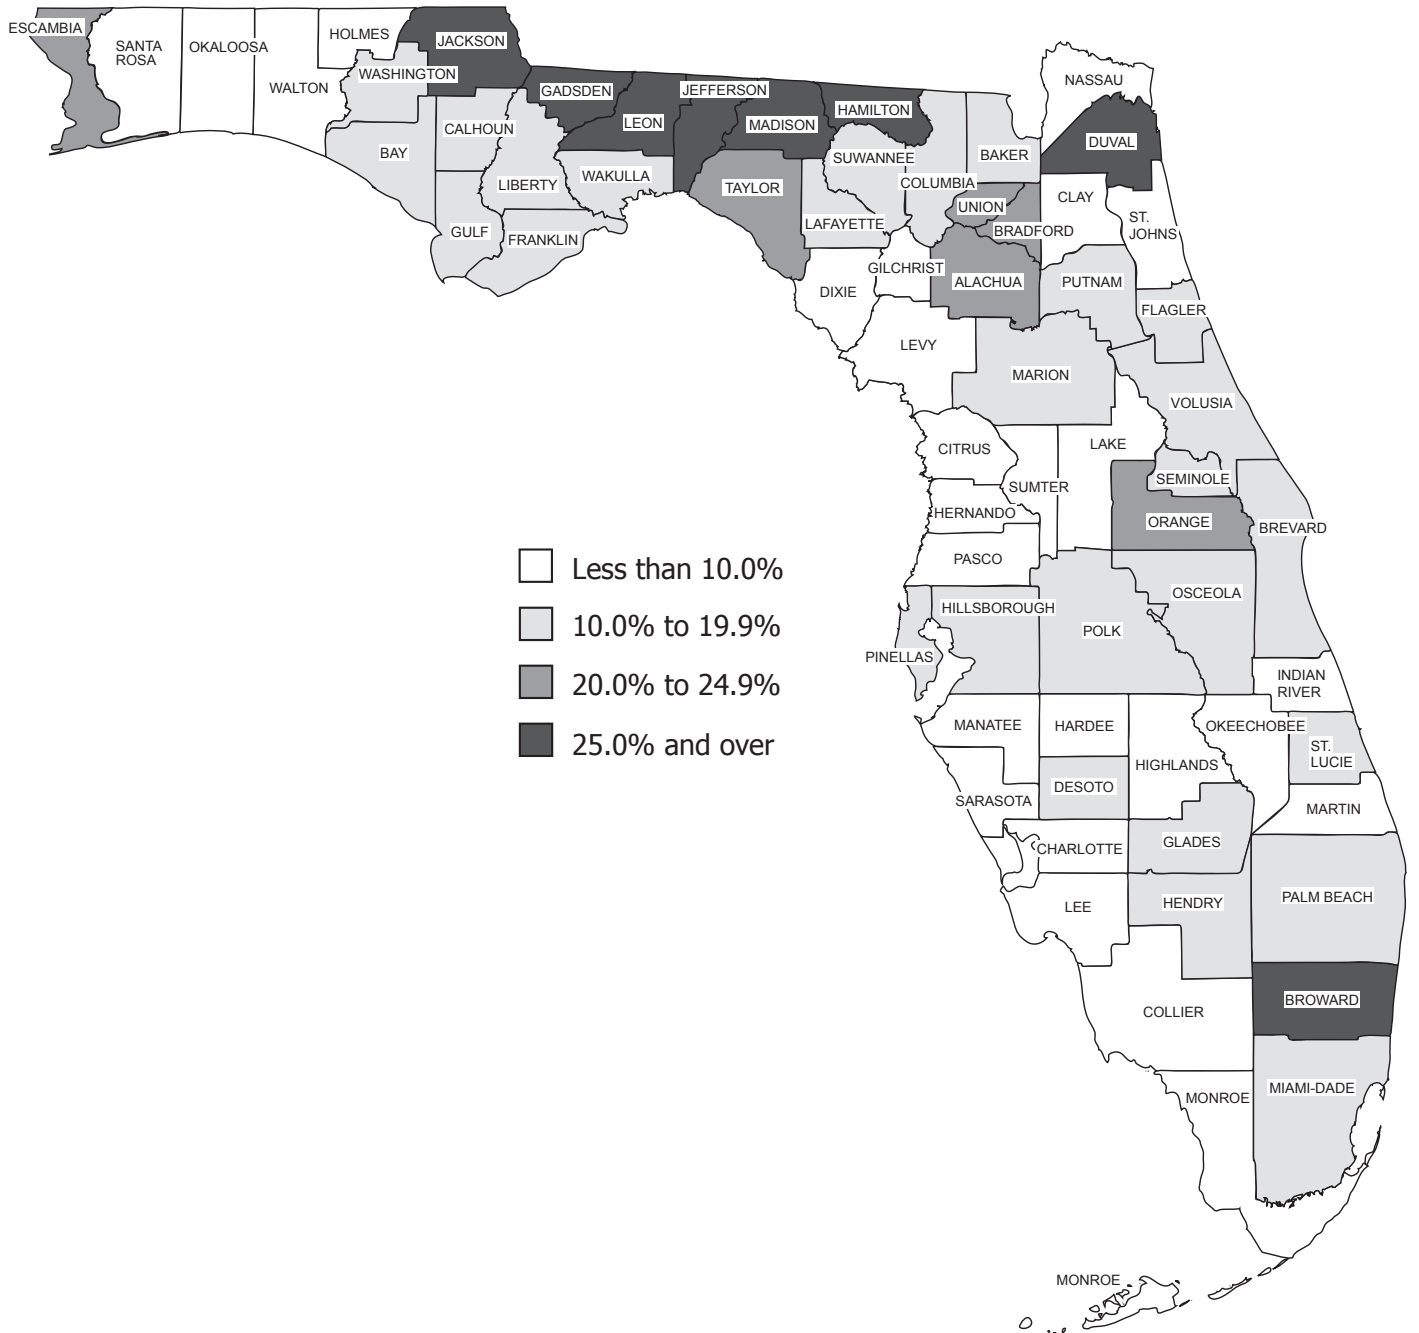 ESCAMBIA
SANTA
ROSA
OKALOOSA
WALTON
HOLMES
WASHINGTON
JACKSON
BAY
CALHOUN
GULF
LIBERTY
FRANKLIN
GADSDEN
LEON
WAKULLA
JEFFERSON
MADISON
TAYLOR
HAMILTON
SUWANNEE
LAFAYETTE
COLUMBIA
BAKER
NASSAU
DUVAL
UNION
BRADFORD
CLAY
ST.
JOHNS
DIXIE
GILCHRIST
ALACHUA
PUTNAM
FLAGLER
LEVY
MARION
VOLUSIA
CITRUS
SUMTER
LAKE
SEMINOLE
ORANGE
BREVARD
HERNANDO
PASCO
Less than 10.0%
10.0% to 19.9%
20.0% to 24.9%
25.0% and over
HILLSBOROUGH
PINELLAS
POLK
OSCEOLA
INDIAN
RIVER
MANATEE
HARDEE
HIGHLANDS
OKEECHOBEE
ST.
LUCIE
SARASOTA
DESOTO
MARTIN
CHARLOTTE
GLADES
LEE
HENDRY
PALM BEACH
COLLIER
BROWARD
MONROE
MIAMI-DADE
MONROE